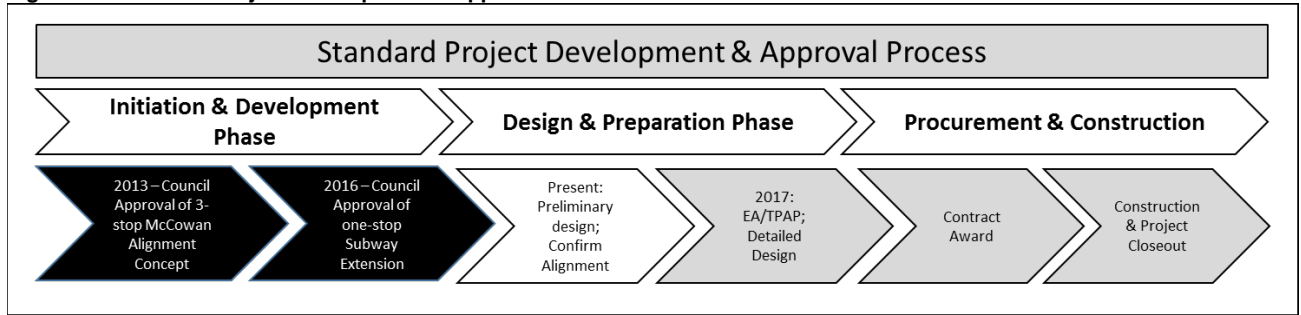 Standard Project Development & Approval Process
Initiation & Development
Phase
Design & Preparation Phase
Procurement & Construction
2013 – Council
Approval of 3-
stop McCowan
Alignment
Concept
2016 – Council
Approval of
one-stop
Subway
Extension
Present:
Preliminary
design;
Confirm
Alignment
2017:
EA/TPAP;
Detailed
Design
Contract
Award
Construction
& Project
Closeout